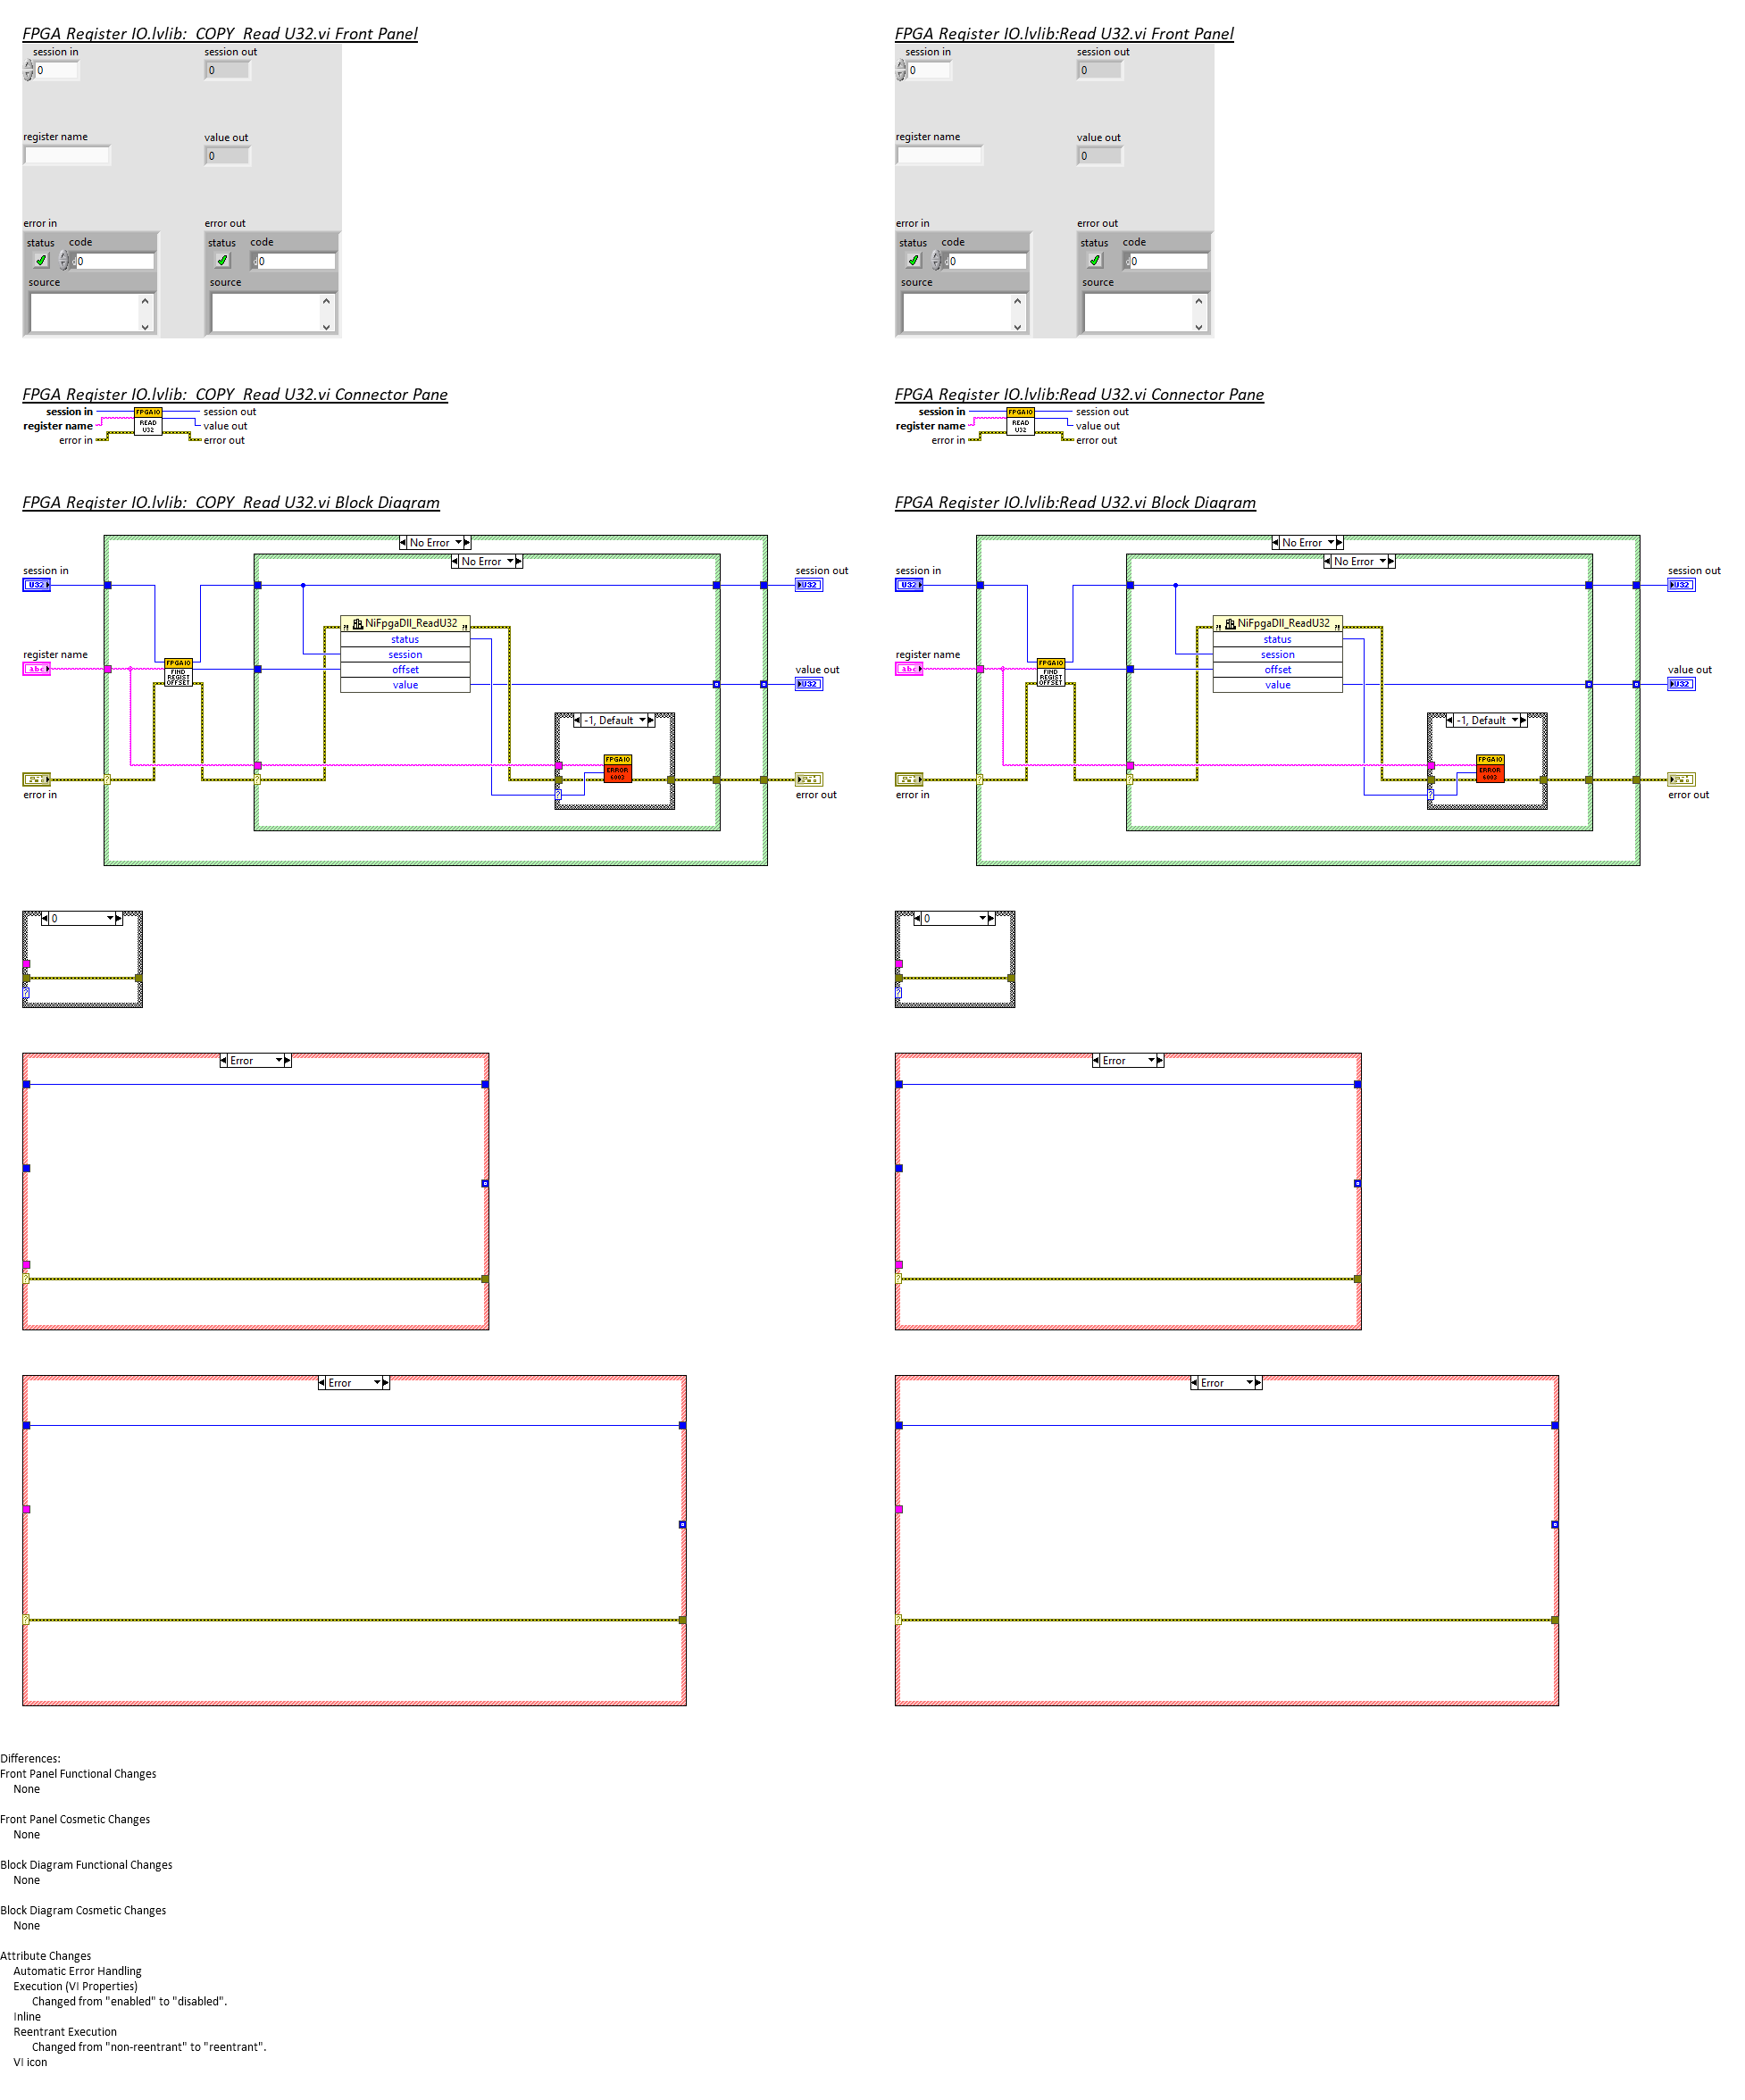 FPGA Register IO.lvlib:_COPY_Read U32.vi Front Panel
session in
session out
0
0
register name
value out
0
error in
error out
status
code
status
code
0
0
source
source
FPGA Register IO.lvlib:Read U32.vi Front Panel
session in
session out
0
0
register name
value out
0
error in
error out
status
code
status
code
0
0
source
source
FPGA Register IO.lvlib:_COPY_Read U32.vi Connector Pane
session in
register name
error in
FPGAIO
READ
U32
session out
value out
error out
FPGA Register IO.lvlib:Read U32.vi Connector Pane
session in
register name
error in
FPGAIO
READ
U32
session out
value out
error out
FPGA Register IO.lvlib:_COPY_Read U32.vi Block Diagram
No Error
No Error
session in
U32
session out
U32
NiFpgaDll_ReadU32
status
session
offset
value
register name
abc
FPGAIO
FIND
REGIST
OFFSET
value out
U32
-1, Default
FPGAIO
ERROR
6003
error in
error out
FPGA Register IO.lvlib:Read U32.vi Block Diagram
No Error
No Error
session in
U32
session out
U32
NiFpgaDll_ReadU32
status
session
offset
value
register name
abc
FPGAIO
FIND
REGIST
OFFSET
value out
U32
-1, Default
FPGAIO
ERROR
6003
error in
error out
0
0
Error
Error
Error
Error
Differences:
Front Panel Functional Changes
None
Front Panel Cosmetic Changes
None
Block Diagram Functional Changes
None
Block Diagram Cosmetic Changes
None
Attribute Changes
Automatic Error Handling
Execution (VI Properties)
Changed from "enabled" to "disabled".
Inline
Reentrant Execution
Changed from "non-reentrant" to "reentrant".
VI icon